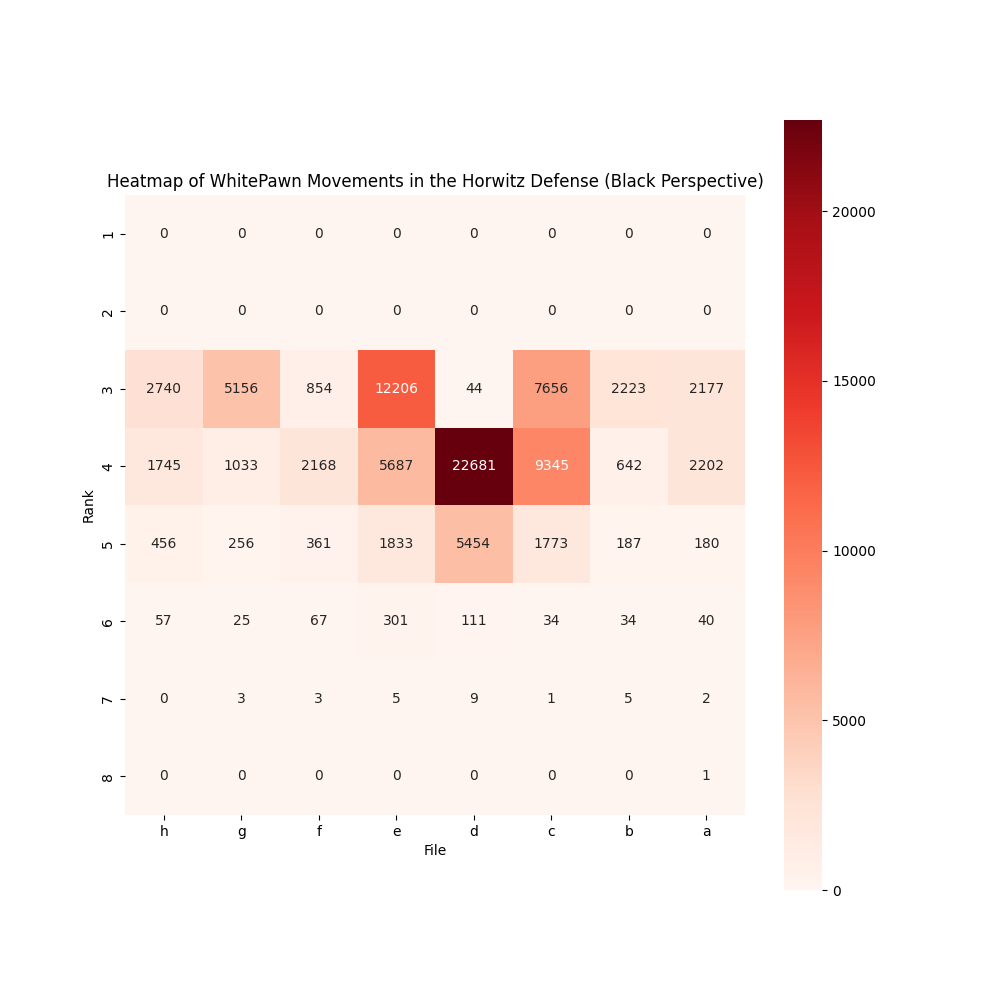 Heatmap of WhitePawn Movements in the Horwitz Defense (Black Perspective)
1 0 0 0 0 0 0 0 0
2 0 0 0 0 0 0 0 0
3 2740 5156 854 12206 44 7656 2223 2177
4 1745 1033 2168 5687 22681 9345 642 2202
Rank
5 456 256 361 1833 5454 1773 187 180
6 57 25 67 301 111 34 34 40
7 0 3 3 5 9 1 5 2
8 0 0 0 0 0 0 0 1
h g f e d c b a
File
20000
15000
10000
5000
0